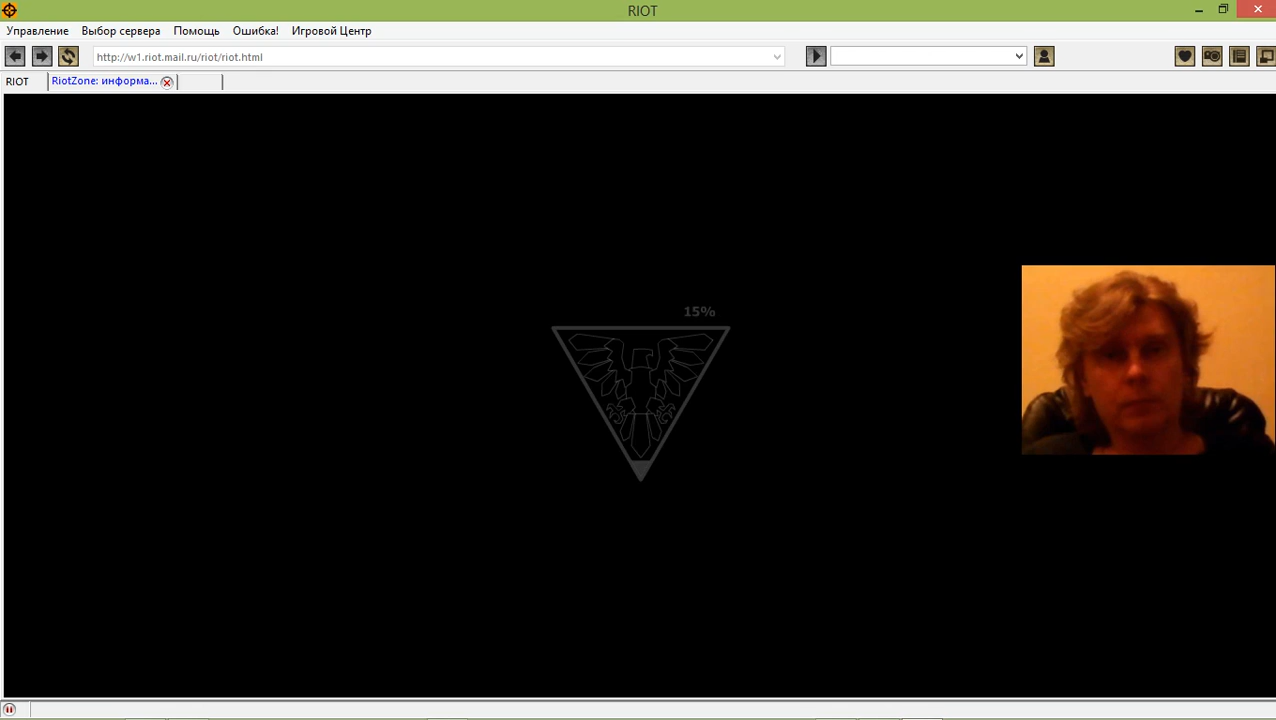 RIOT
Управление Выбор сервера Помощь Ошибка! Игровой Центр
http://w1.riot.mail.ru/riot/riot.html
RIOT RiotZone: информа...
15%